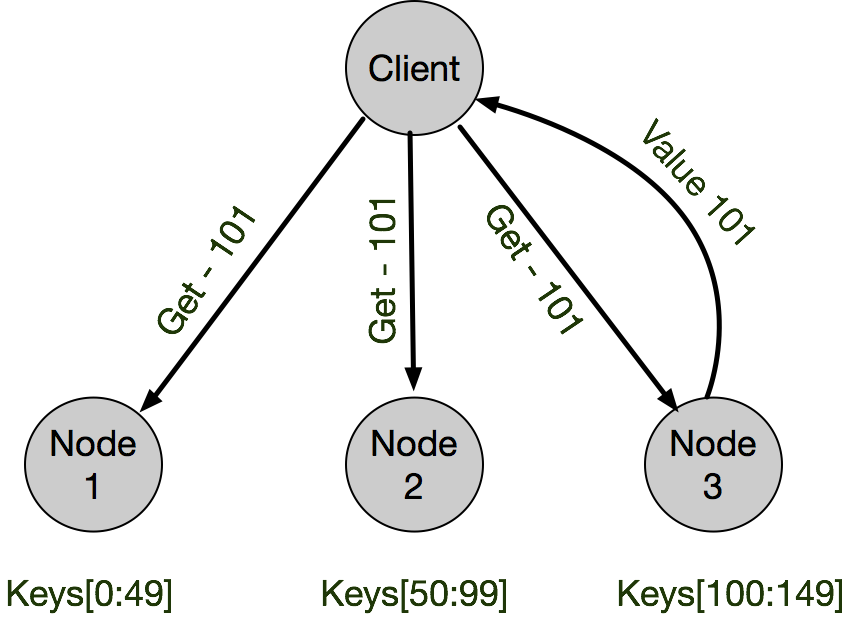 Client
Value 101
Get - 101
Get - 101
Get - 101
Node
1
Node
2
Node
3
Keys[0:49]
Keys[50:99]
Keys[100:149]